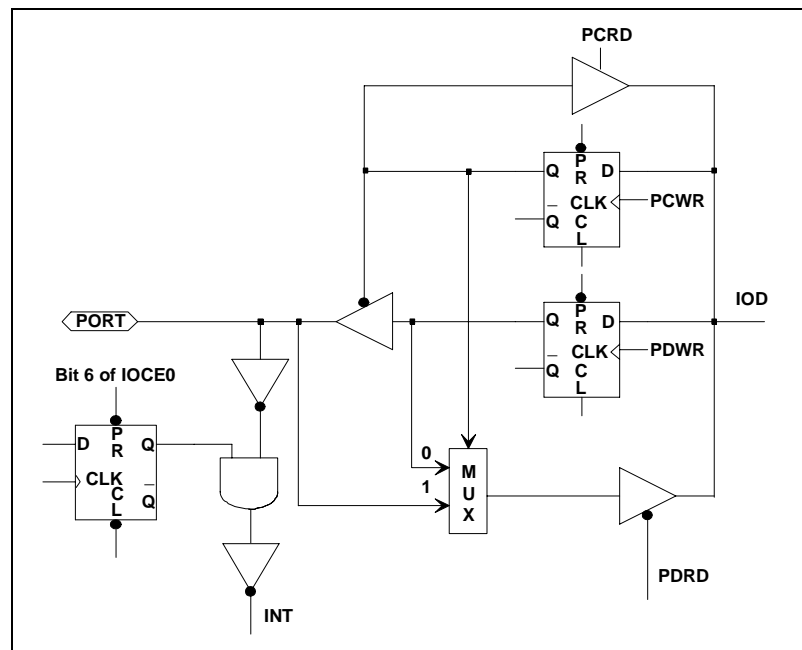 PCRD
P
R
Q
D
CLK
PCWR
Q
C
L
IOD
PORT
P
R
Q
D
CLK
PDWR
Q
C
L
Bit 6 of IOCE0
P
R
D
Q
CLK
C
L
Q
0
1
M
U
X
PDRD
INT